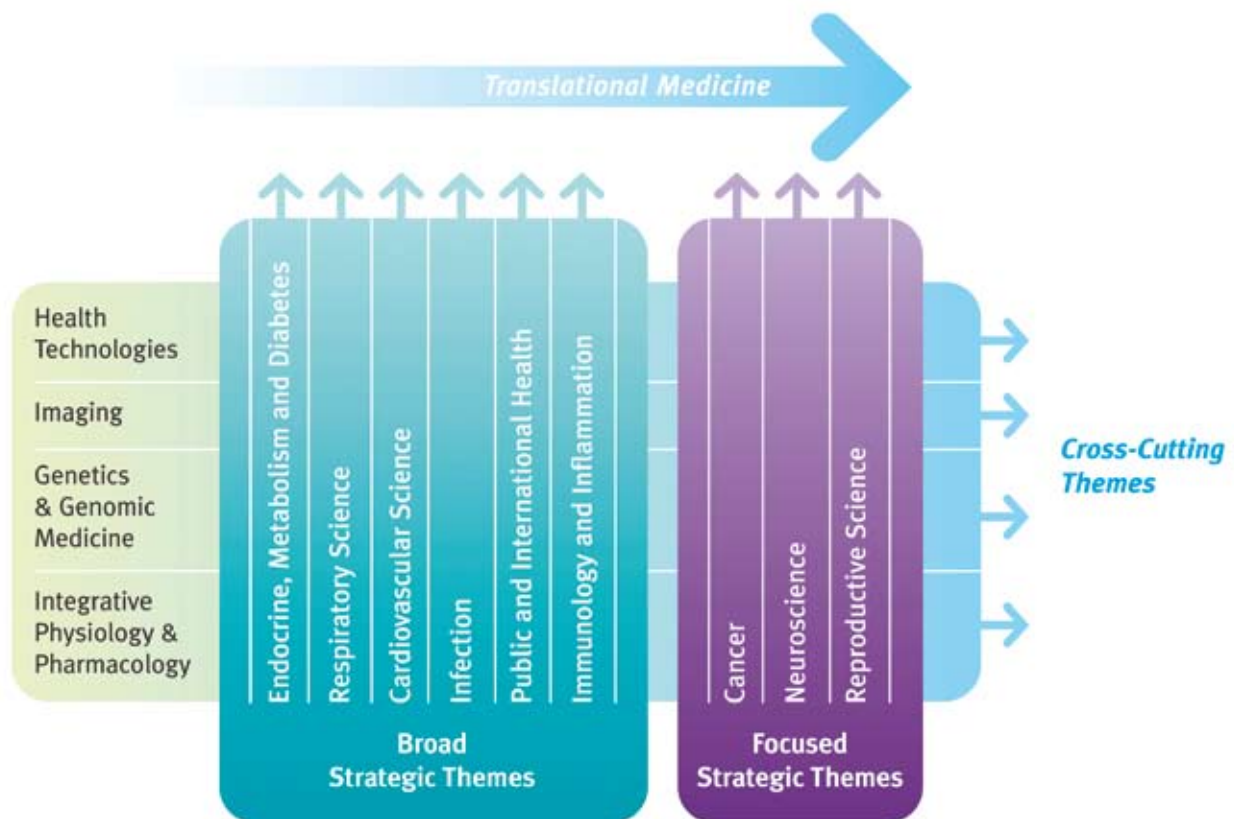 Translational Medicine
Health
Technologies
Imaging
Genetics
& Genomic
Medicine
Integrative
Physiology &
Pharmacology
Endocrine, Metabolism and Diabetes
Respiratory Science
Cardiovascular Science
Infection
Public and International Health
Immunology and Inflammation
Broad
Strategic Themes
Cancer
Neuroscience
Reproductive Science
Focused
Strategic Themes
Cross-Cutting
Themes